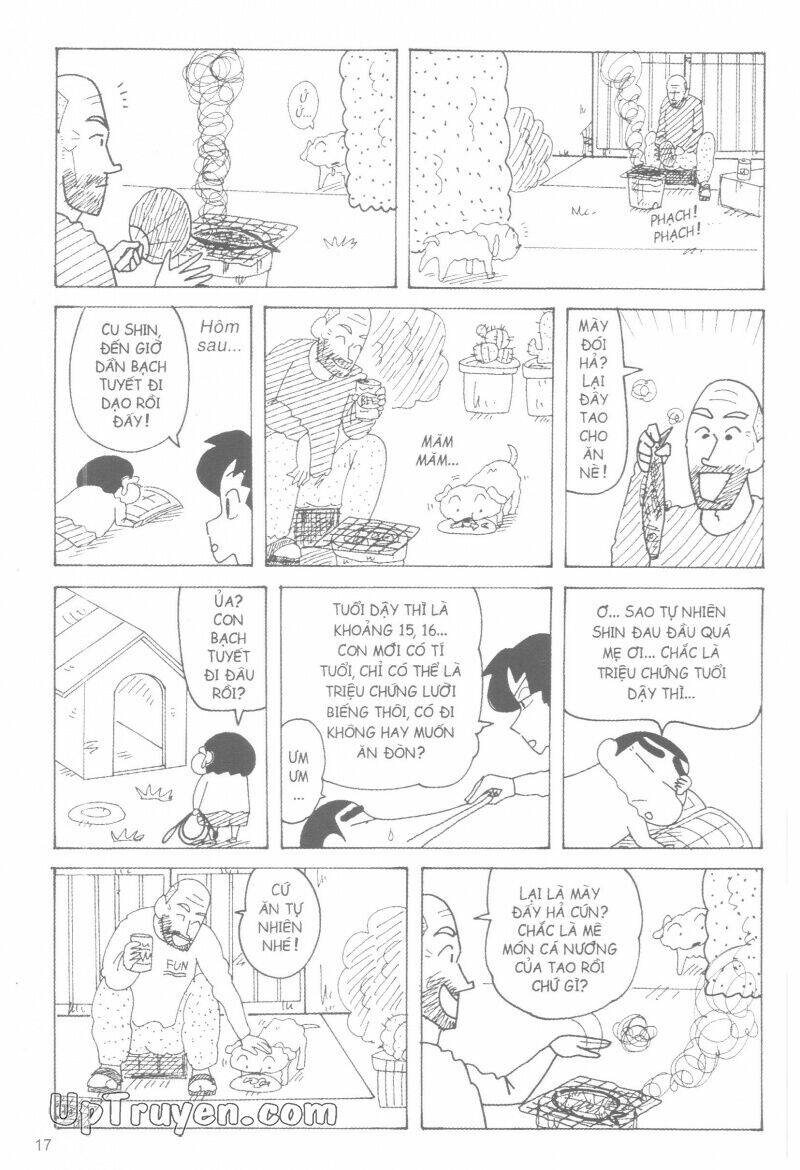 PHẠCH!
PHẠCH!
Ử
Ử...
MÀY
ĐÓI
HẢ?
LẠI
ĐÂY
TAO
CHO
ĂN
NÈ!
MĂM
MĂM...
Hôm
sau...
CU SHIN,
ĐẾN GIỜ
DẪN BẠCH
TUYẾT ĐI
DẠO RỒI
ĐẤY!
Ơ... SAO TỰ NHIÊN
SHIN ĐAU ĐẦU QUÁ
MẸ ƠI... CHẮC LÀ
TRIỆU CHỨNG TUỔI
DẬY THÌ...
TUỔI DẬY THÌ LÀ
KHOẢNG 15, 16...
CON MỚI CÓ TÍ
TUỔI, CHỈ CÓ THỂ LÀ
TRIỆU CHỨNG LƯỜI
BIẾNG THÔI, CÓ ĐI
KHÔNG HAY MUỐN
ĂN ĐÒN?
ƯM
ƯM
...
ỦA?
CON
BẠCH
TUYẾT
ĐI ĐÂU
RỒI?
LẠI LÀ MÀY
ĐẤY HẢ CÚN?
CHẮC LÀ MÊ
MÓN CÁ NƯỚNG
CỦA TAO RỒI
CHỨ GÌ?
CỨ
ĂN TỰ
NHIÊN
NHÉ!
FUN
UpTruyen.com
17